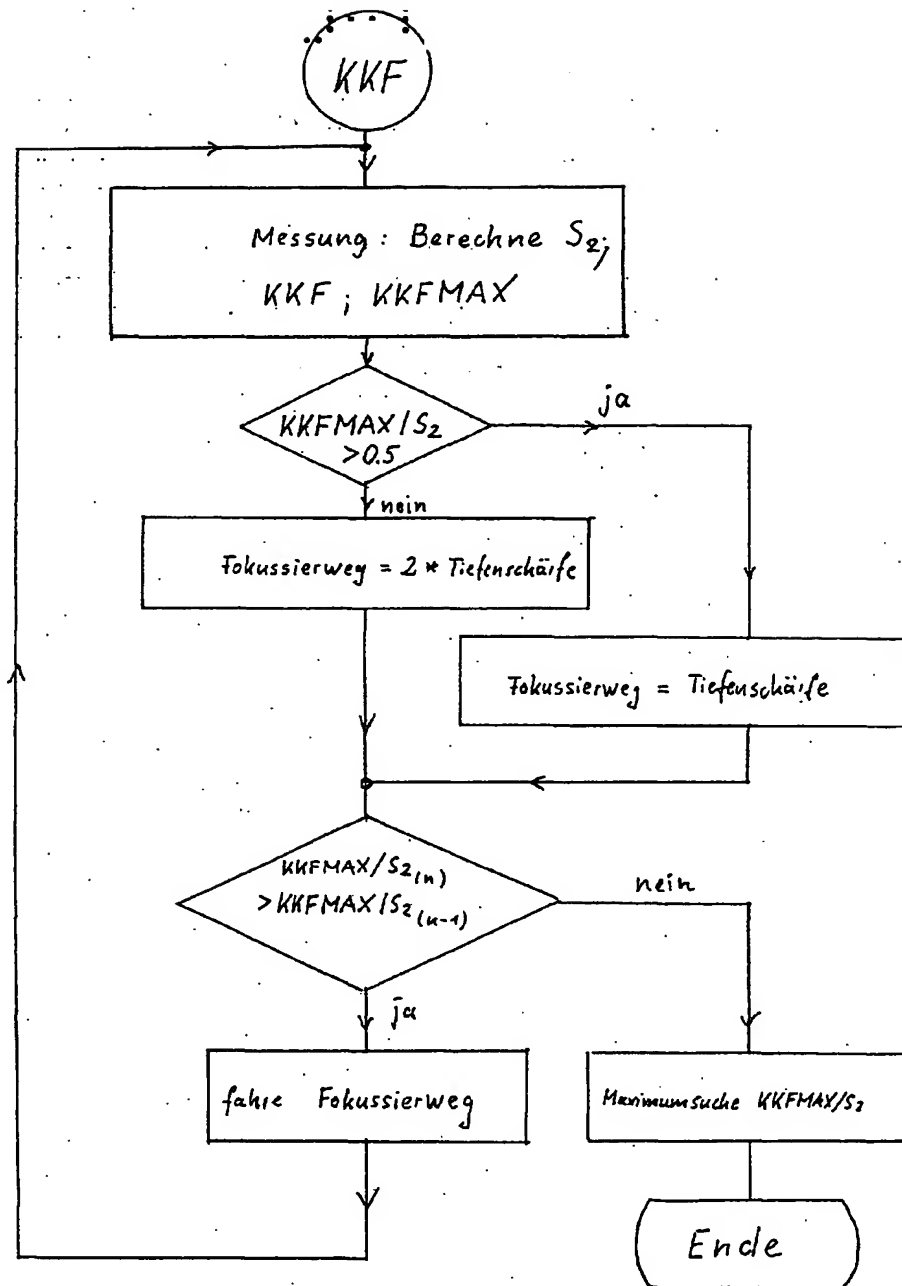 KKF
Messung: Berechne S₂;
KKF ; KKFMAX
KKFMAX/S₂
>0.5
ja
nein
Fokussierweg = 2 * Tiefenschärfe
Fokussierweg = Tiefenschärfe
KKFMAX/S₂(n)
>KKFMAX/S₂(n-1)
nein
ja
fahre Fokussierweg
Maximumsuche KKFMAX/S₂
Ende